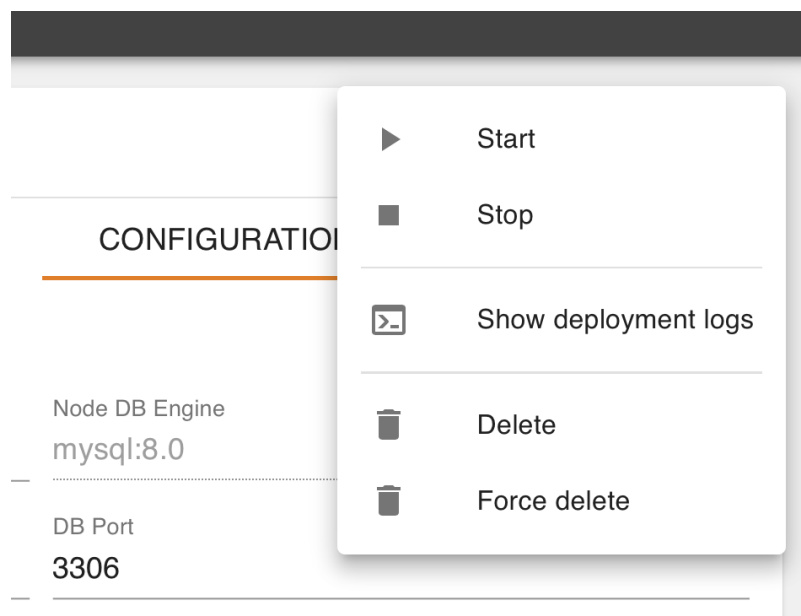 Start
Stop
CONFIGURATIO
Show deployment logs
Node DB Engine
mysql:8.0
Delete
Force delete
DB Port
3306